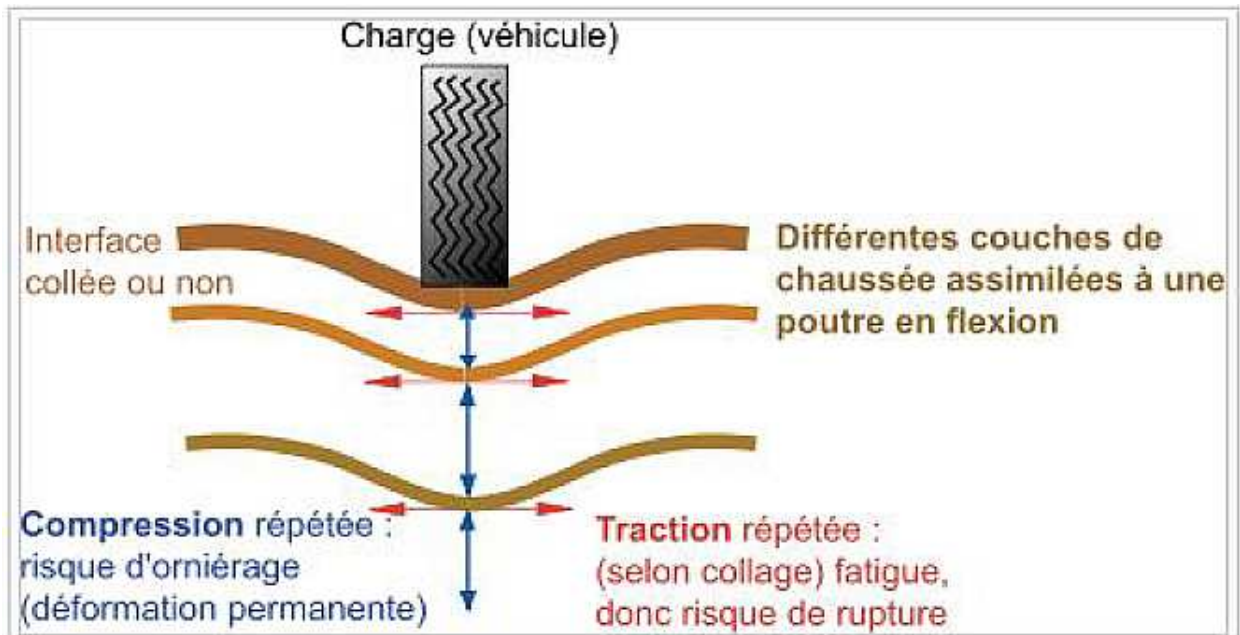 Charge (véhicule)
Interface
collée ou non
Différentes couches de
chaussée assimilées à une
poutre en flexion
Compression répétée :
risque d'orniérage
(déformation permanente)
Traction répétée :
(selon collage) fatigue,
donc risque de rupture